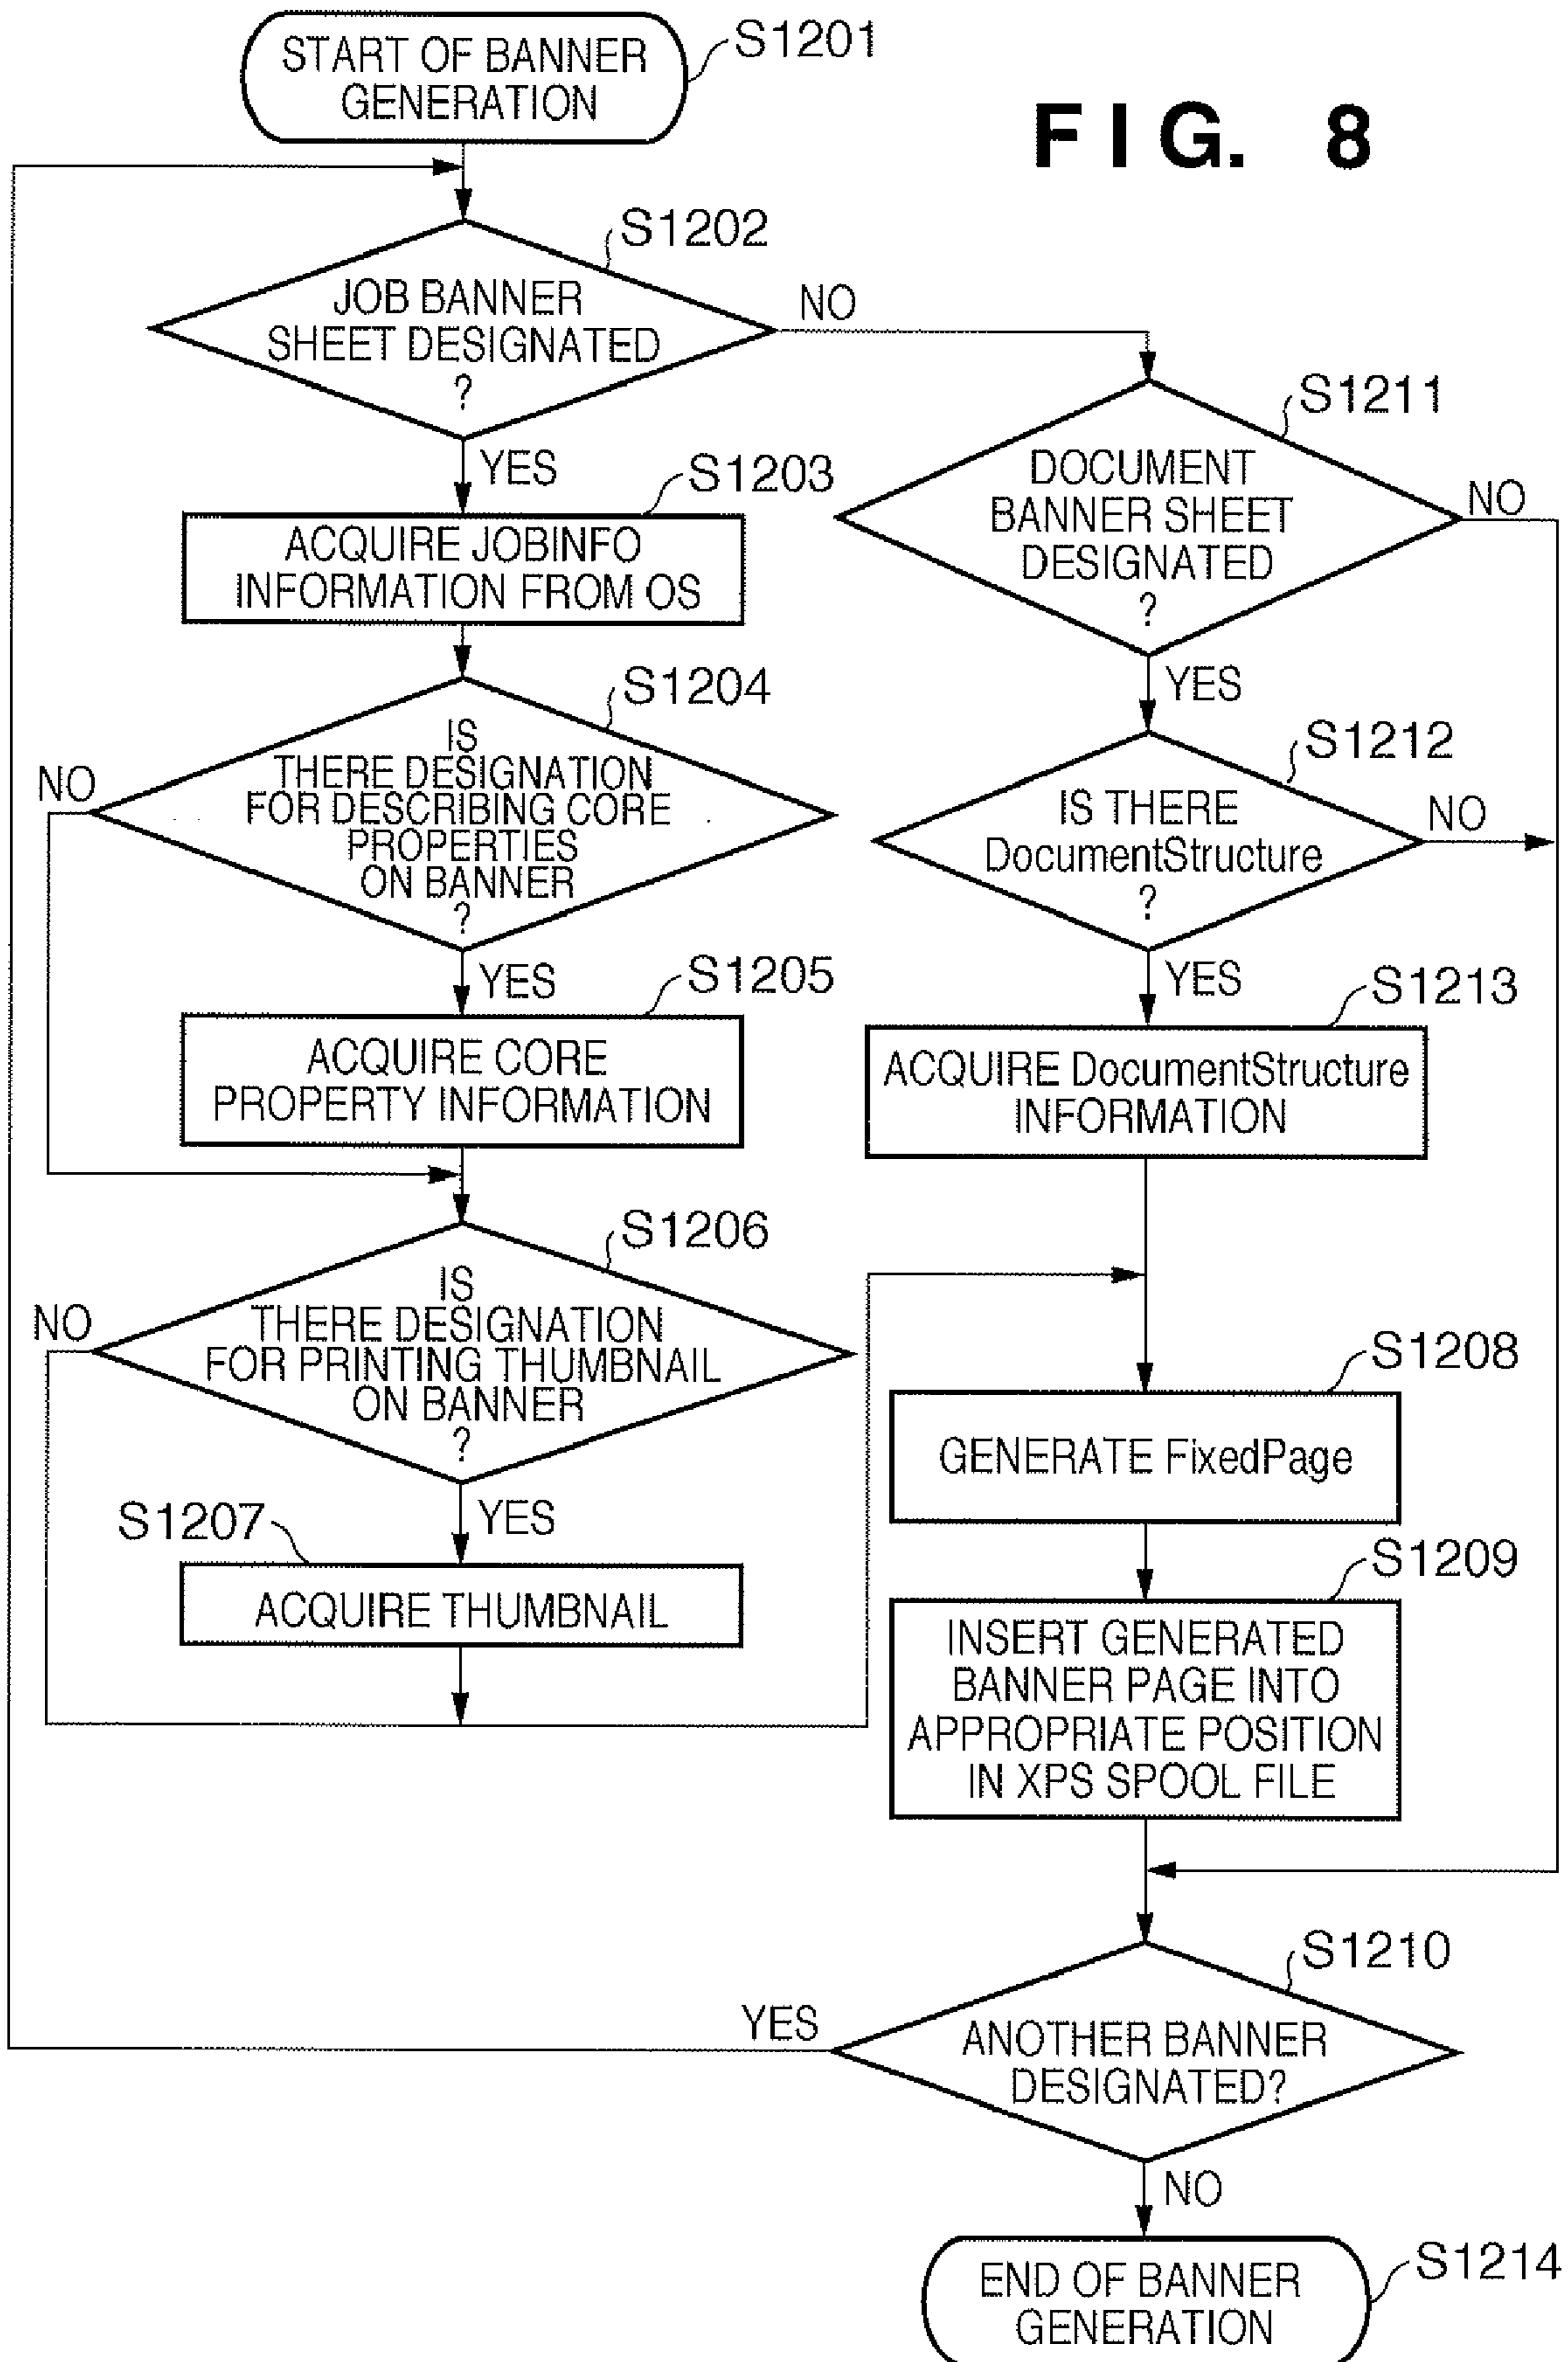 START OF BANNER
GENERATION
S1201
FIG. 8
S1202
JOB BANNER
SHEET DESIGNATED
?
NO
YES
S1203
ACQUIRE JOBINFO
INFORMATION FROM OS
S1204
IS
THERE DESIGNATION
FOR DESCRIBING CORE
PROPERTIES
ON BANNER
?
NO
YES
S1205
ACQUIRE CORE
PROPERTY INFORMATION
S1206
IS
THERE DESIGNATION
FOR PRINTING THUMBNAIL
ON BANNER
?
NO
YES
S1207
ACQUIRE THUMBNAIL
S1211
DOCUMENT
BANNER SHEET
DESIGNATED
?
NO
YES
S1212
IS THERE
DocumentStructure
?
NO
YES
S1213
ACQUIRE DocumentStructure
INFORMATION
S1208
GENERATE FixedPage
S1209
INSERT GENERATED
BANNER PAGE INTO
APPROPRIATE POSITION
IN XPS SPOOL FILE
S1210
ANOTHER BANNER
DESIGNATED?
YES
NO
S1214
END OF BANNER
GENERATION